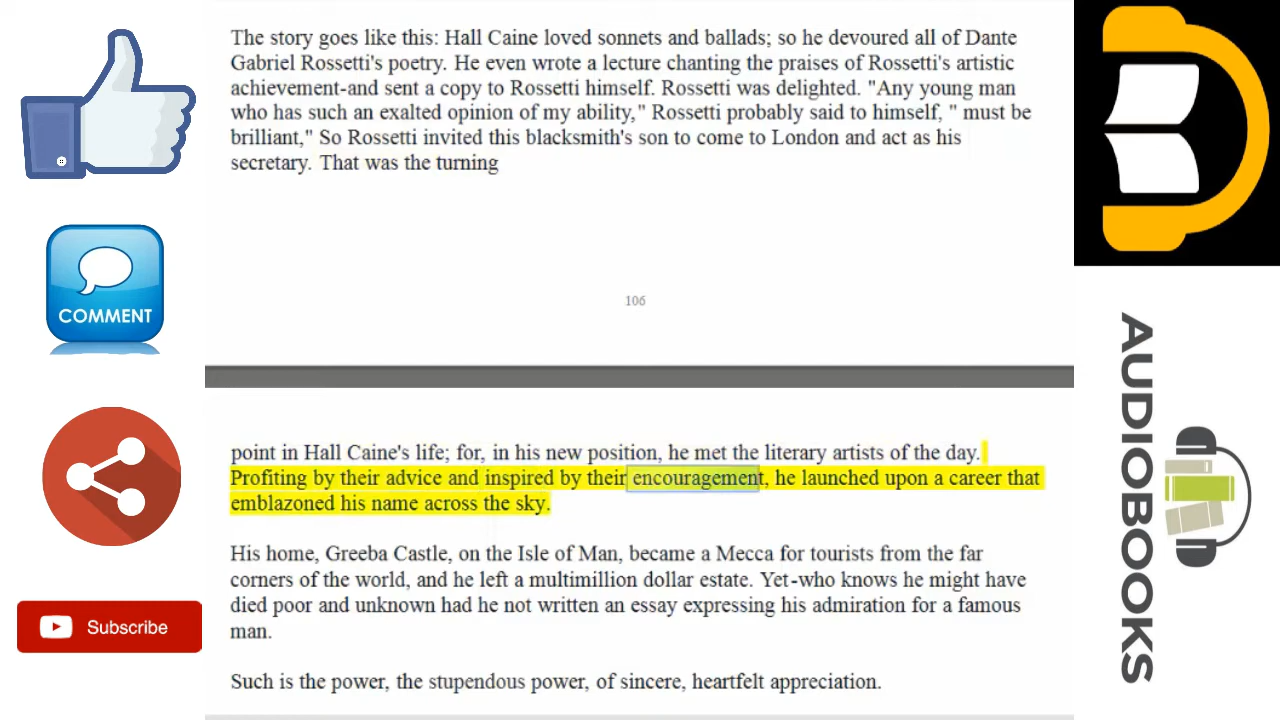 The story goes like this: Hall Caine loved sonnets and ballads; so he devoured all of Dante
Gabriel Rossetti's poetry. He even wrote a lecture chanting the praises of Rossetti's artistic
achievement-and sent a copy to Rossetti himself. Rossetti was delighted. "Any young man
who has such an exalted opinion of my ability," Rossetti probably said to himself, " must be
brilliant," So Rossetti invited this blacksmith's son to come to London and act as his
secretary. That was the turning
106
point in Hall Caine's life; for, in his new position, he met the literary artists of the day.
Profiting by their advice and inspired by their encouragement, he launched upon a career that
emblazoned his name across the sky.
His home, Greeba Castle, on the Isle of Man, became a Mecca for tourists from the far
corners of the world, and he left a multimillion dollar estate. Yet-who knows he might have
died poor and unknown had he not written an essay expressing his admiration for a famous
man.
Such is the power, the stupendous power, of sincere, heartfelt appreciation.
COMMENT
Subscribe
AUDIOBOOKS